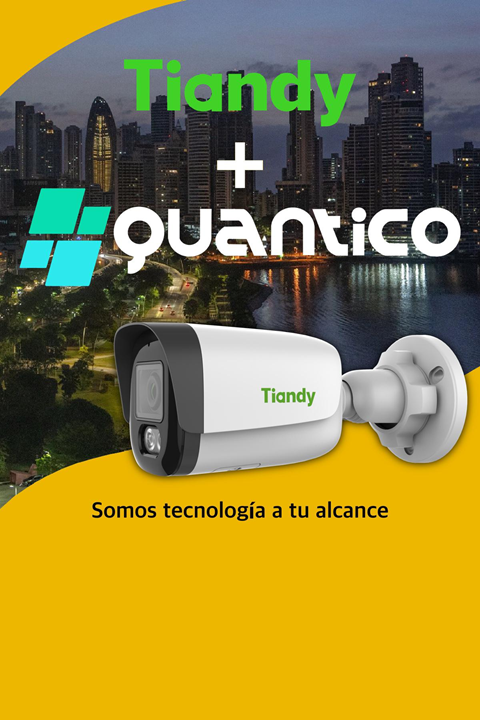 Tiandy
+
quantico
Tiandy
Somos tecnología a tu alcance